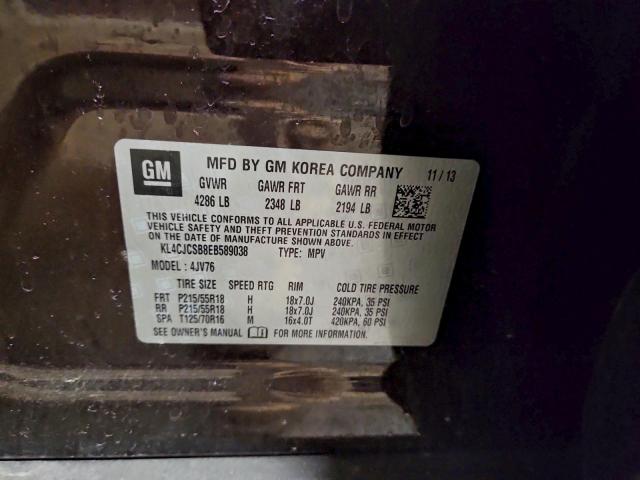 GM
MFD BY GM KOREA COMPANY 11/13
GVWR GAWR FRT GAWR RR
4286 LB 2348 LB 2194 LB
THIS VEHICLE CONFORMS TO ALL APPLICABLE U.S. FEDERAL MOTOR
VEHICLE SAFETY AND THEFT PREVENTION STANDARDS IN EFFECT ON
THE DATE OF MANUFACTURE SHOWN ABOVE.
KL4CJCSB8EB589038 TYPE: MPV
MODEL : 4JV76
TIRE SIZE SPEED RTG RIM COLD TIRE PRESSURE
FRT P215/55R18 H 18x7.0J 240KPA, 35 PSI
RR P215/55R18 H 18x7.0J 240KPA, 35 PSI
SPA T125/70R16 M 16x4.0T 420KPA, 60 PSI
SEE OWNER'S MANUAL FOR MORE INFORMATION